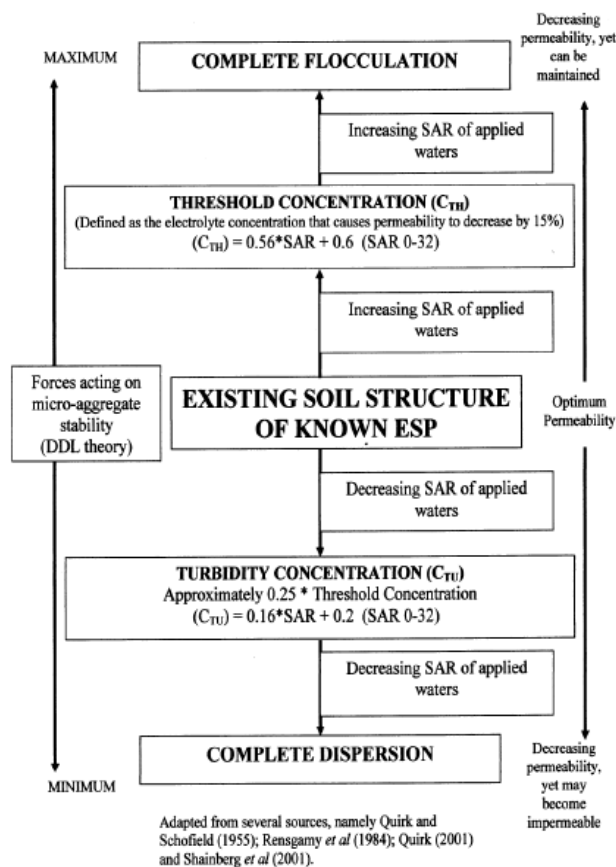 MAXIMUM
COMPLETE FLOCCULATION
Decreasing
permeability, yet
can be
maintained
Increasing SAR of applied
waters
THRESHOLD CONCENTRATION (CTH)
(Defined as the electrolyte concentration that causes permeability to decrease by 15%)
(CTH) = 0.56*SAR + 0.6 (SAR 0-32)
Increasing SAR of applied
waters
Forces acting on
micro-aggregate
stability
(DDL theory)
EXISTING SOIL STRUCTURE
OF KNOWN ESP
Optimum
Permeability
Decreasing SAR of applied
waters
TURBIDITY CONCENTRATION (CTU)
Approximately 0.25 * Threshold Concentration
(CTU) = 0.16*SAR + 0.2 (SAR 0-32)
Decreasing SAR of applied
waters
COMPLETE DISPERSION
MINIMUM
Decreasing
permeability,
yet may
become
impermeable
Adapted from several sources, namely Quirk and
Schofield (1955); Rensgamy et al (1984); Quirk (2001)
and Shainberg et al (2001).